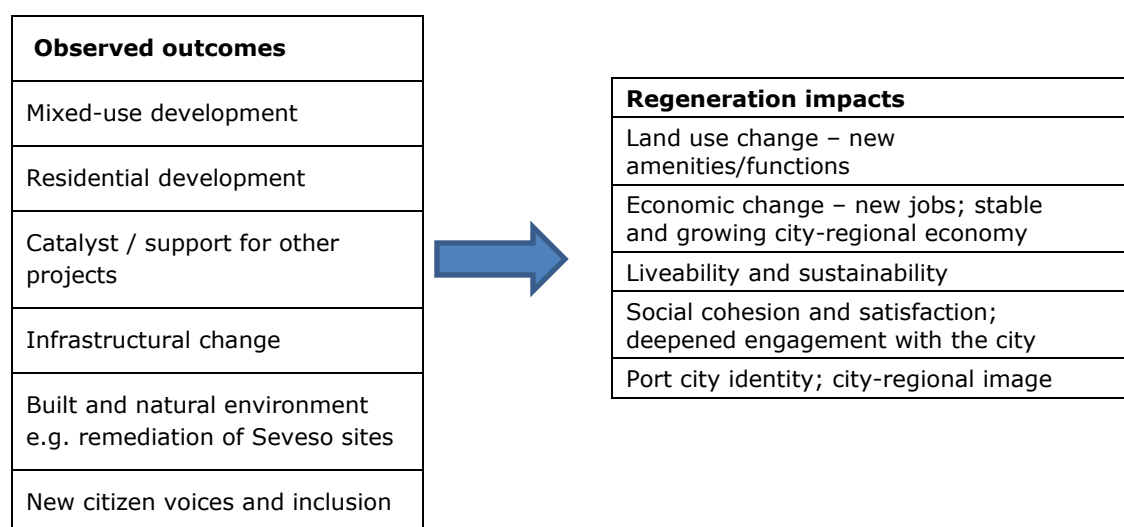 Observed outcomes
Mixed-use development
Residential development
Catalyst / support for other
projects
Infrastructural change
Built and natural environment
e.g. remediation of Seveso sites
New citizen voices and inclusion
Regeneration impacts
Land use change – new
amenities/functions
Economic change – new jobs; stable
and growing city-regional economy
Liveability and sustainability
Social cohesion and satisfaction;
deepened engagement with the city
Port city identity; city-regional image